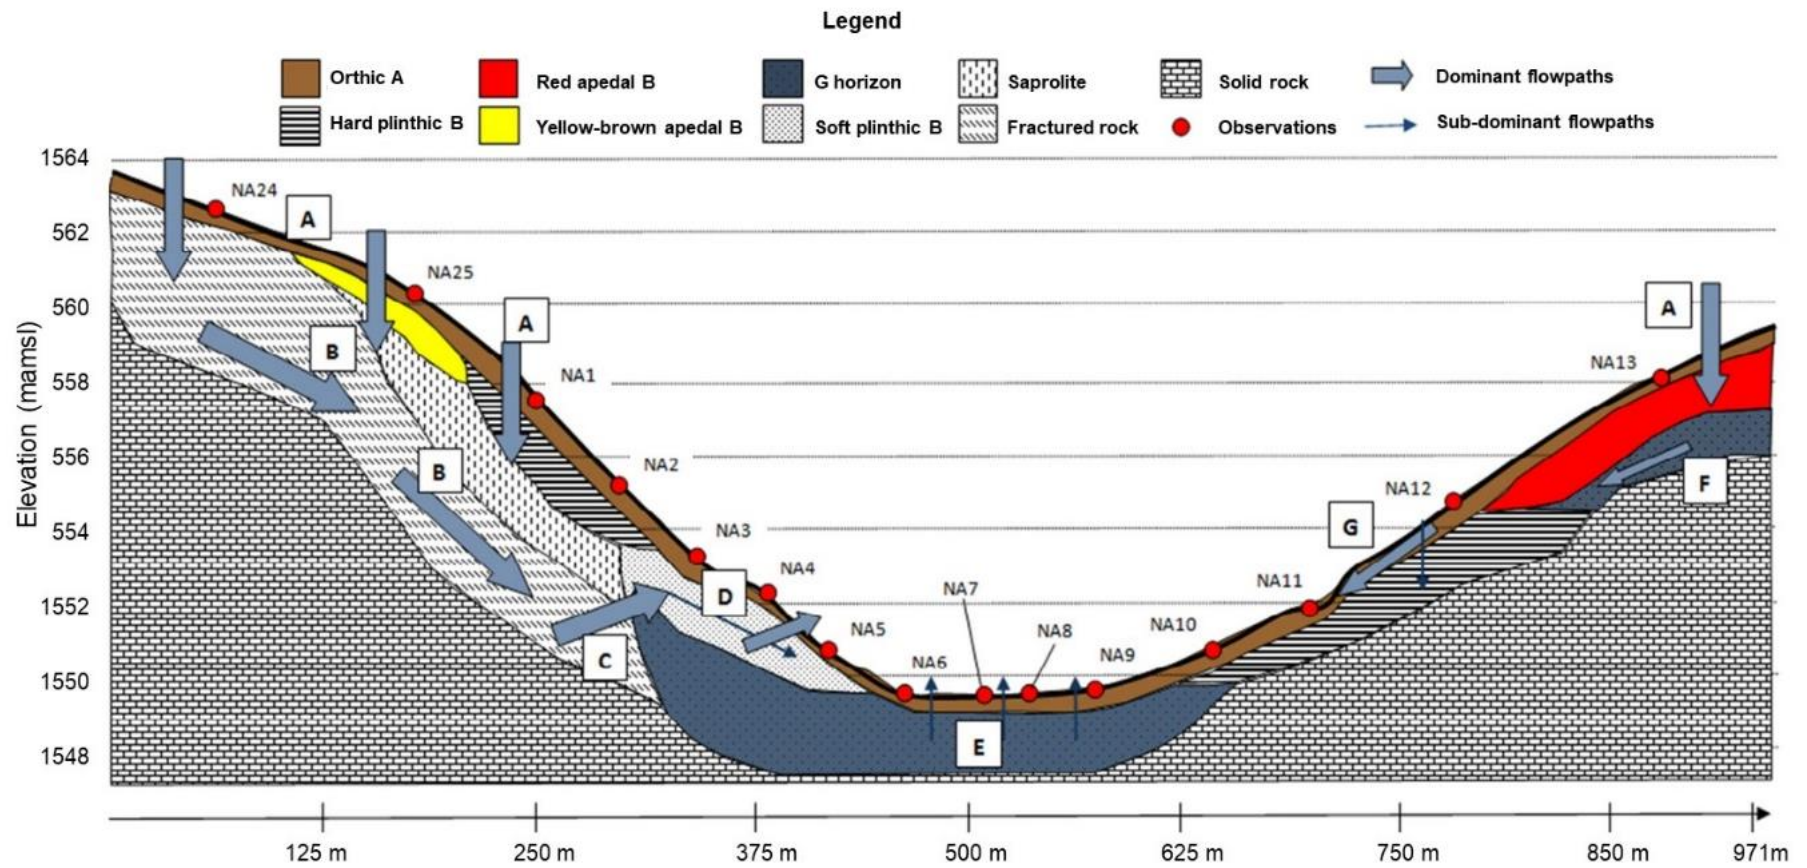 Legend
Orthic A
Red apedal B
G horizon
Saprolite
Solid rock
Dominant flowpaths
Hard plinthic B
Yellow-brown apedal B
Soft plinthic B
Fractured rock
Observations
Sub-dominant flowpaths
Elevation (mamsl)
1564
562
560
558
556
554
1552
1550
1548
NA24
A
NA25
B
A
NA1
B
NA2
NA3
D
NA4
C
NA5
NA6
NA7
NA8
E
NA9
NA10
NA11
G
NA12
NA13
A
F
125 m
250 m
375 m
500 m
625 m
750 m
850 m
971m